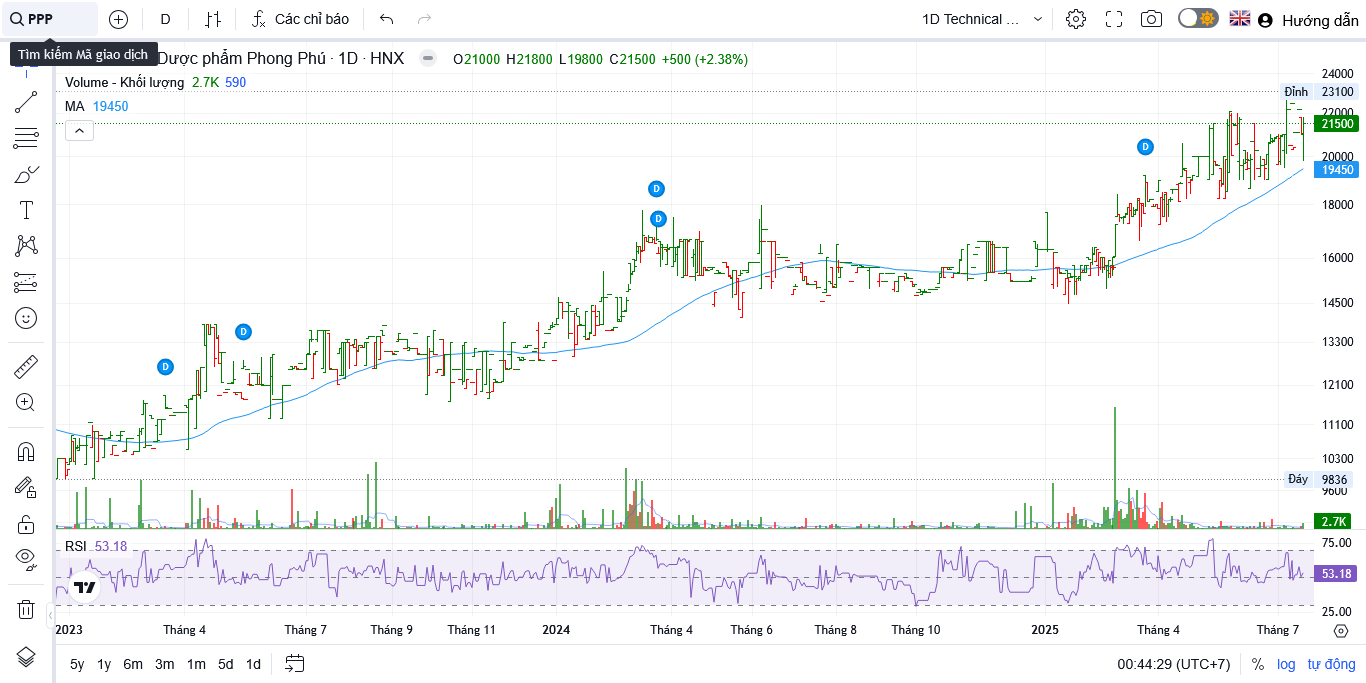 PPP
D
Các chỉ báo
1D Technical ...
Hướng dẫn
Tìm kiếm Mã giao dịch
Dược phẩm Phong Phú · 1D · HNX
O21000 H21800 L19800 C21500 +500 (+2.38%)
Volume - Khối lượng 2.7K 590
MA 19450
24000
Đỉnh 23100
22000
21500
20000
19450
18000
16000
14500
13300
12100
11100
10300
Đáy 9836
9600
2.7K
D
D
D
D
D
RSI 53.18
75.00
53.18
25.00
2023 Tháng 4 Tháng 7 Tháng 9 Tháng 11 2024 Tháng 4 Tháng 6 Tháng 8 Tháng 10 2025 Tháng 4 Tháng 7
5y 1y 6m 3m 1m 5d 1d
00:44:29 (UTC+7) % log tự động